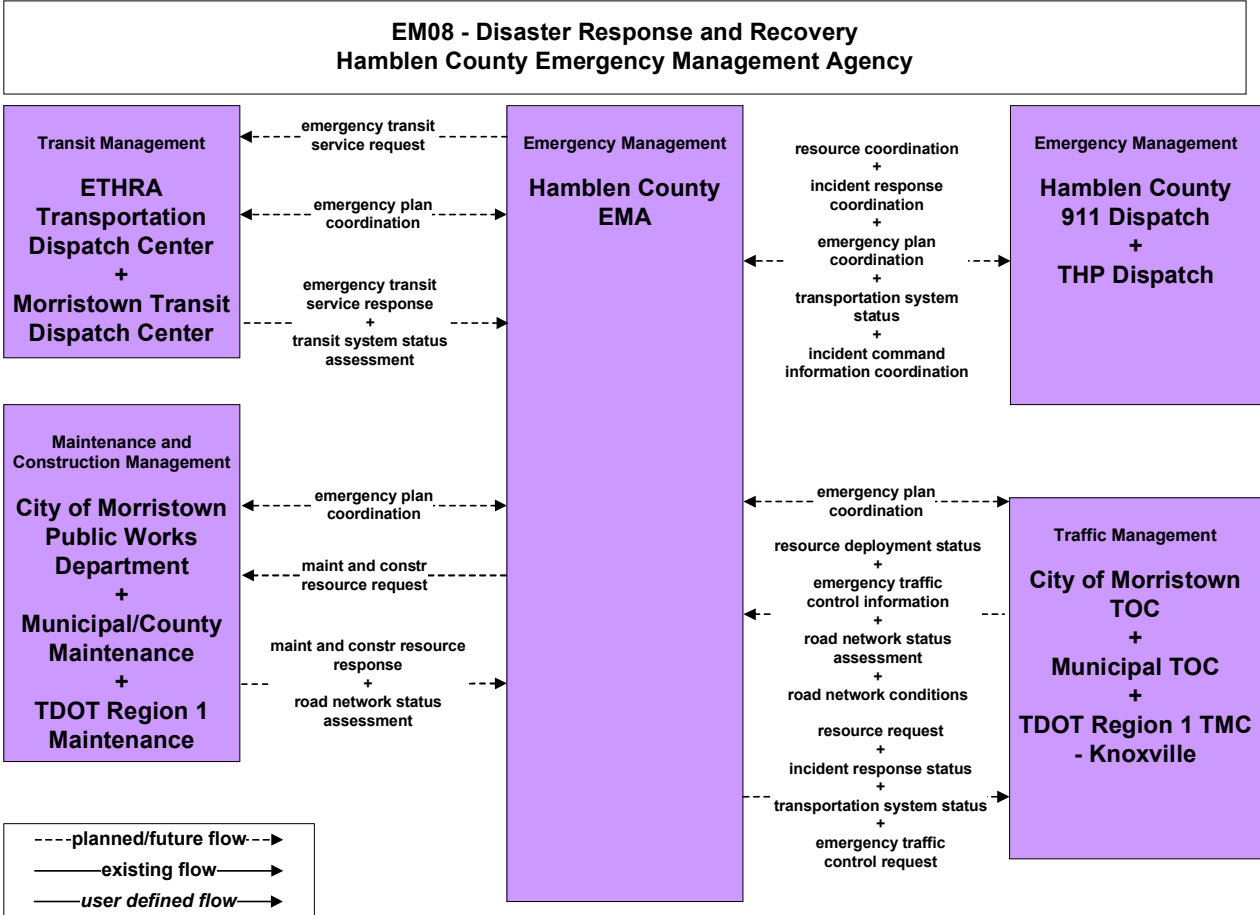 EM08 - Disaster Response and Recovery
Hamblen County Emergency Management Agency
Transit Management
ETHRA
Transportation
Dispatch Center
+
Morristown Transit
Dispatch Center
emergency transit
service request
emergency plan
coordination
emergency transit
service response
+
transit system status
assessment
Maintenance and
Construction Management
City of Morristown
Public Works
Department
+
Municipal/County
Maintenance
+
TDOT Region 1
Maintenance
emergency plan
coordination
maint and constr
resource request
maint and constr resource
response
+
road network status
assessment
Emergency Management
Hamblen County
EMA
resource coordination
+
incident response
coordination
+
emergency plan
coordination
+
transportation system
status
+
incident command
information coordination
Emergency Management
Hamblen County
911 Dispatch
+
THP Dispatch
emergency plan
coordination
resource deployment status
+
emergency traffic
control information
+
road network status
assessment
+
road network conditions
resource request
+
incident response status
+
transportation system status
+
emergency traffic
control request
Traffic Management
City of Morristown
TOC
+
Municipal TOC
+
TDOT Region 1 TMC
- Knoxville
planned/future flow
existing flow
user defined flow